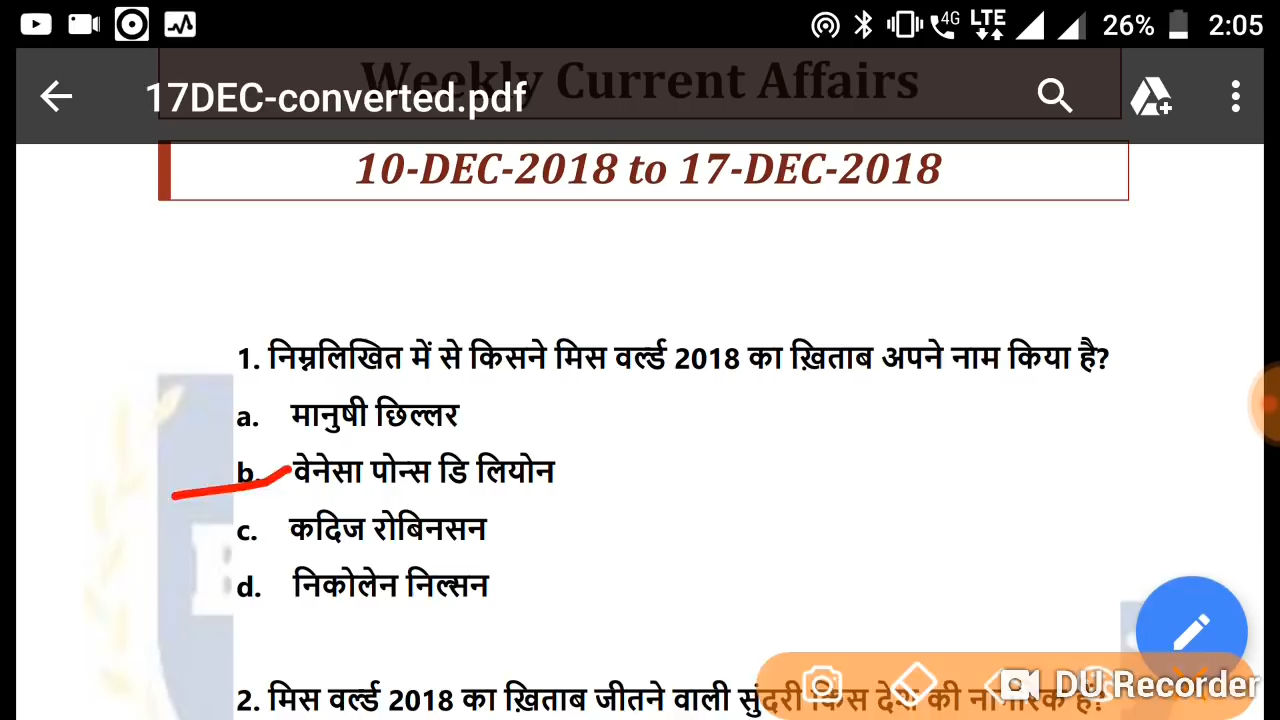 4G LTE 26% 2:05
Weekly Current Affairs
17DEC-converted.pdf
10-DEC-2018 to 17-DEC-2018
1. निम्नलिखित में से किसने मिस वर्ल्ड 2018 का ख़िताब अपने नाम किया है?
a. मानुषी छिल्लर
b. वेनेसा पोन्स डि लियोन
c. कदिज रोबिनसन
d. निकोलेन निल्सन
2. मिस वर्ल्ड 2018 का ख़िताब जीतने वाली सुंदरी किस देश की नागरिक हैं?
DU Recorder